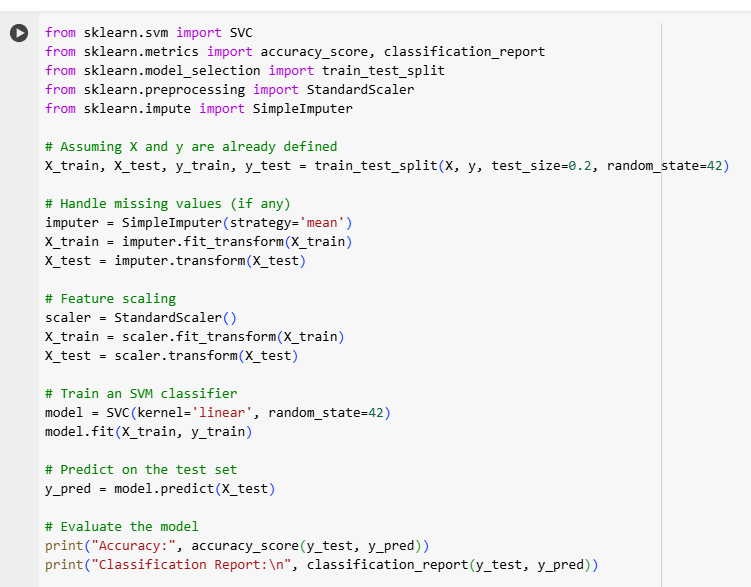 from sklearn.svm import SVC
from sklearn.metrics import accuracy_score, classification_report
from sklearn.model_selection import train_test_split
from sklearn.preprocessing import StandardScaler
from sklearn.impute import SimpleImputer

# Assuming X and y are already defined
X_train, X_test, y_train, y_test = train_test_split(X, y, test_size=0.2, random_state=42)

# Handle missing values (if any)
imputer = SimpleImputer(strategy='mean')
X_train = imputer.fit_transform(X_train)
X_test = imputer.transform(X_test)

# Feature scaling
scaler = StandardScaler()
X_train = scaler.fit_transform(X_train)
X_test = scaler.transform(X_test)

# Train an SVM classifier
model = SVC(kernel='linear', random_state=42)
model.fit(X_train, y_train)

# Predict on the test set
y_pred = model.predict(X_test)

# Evaluate the model
print("Accuracy:", accuracy_score(y_test, y_pred))
print("Classification Report:\n", classification_report(y_test, y_pred))